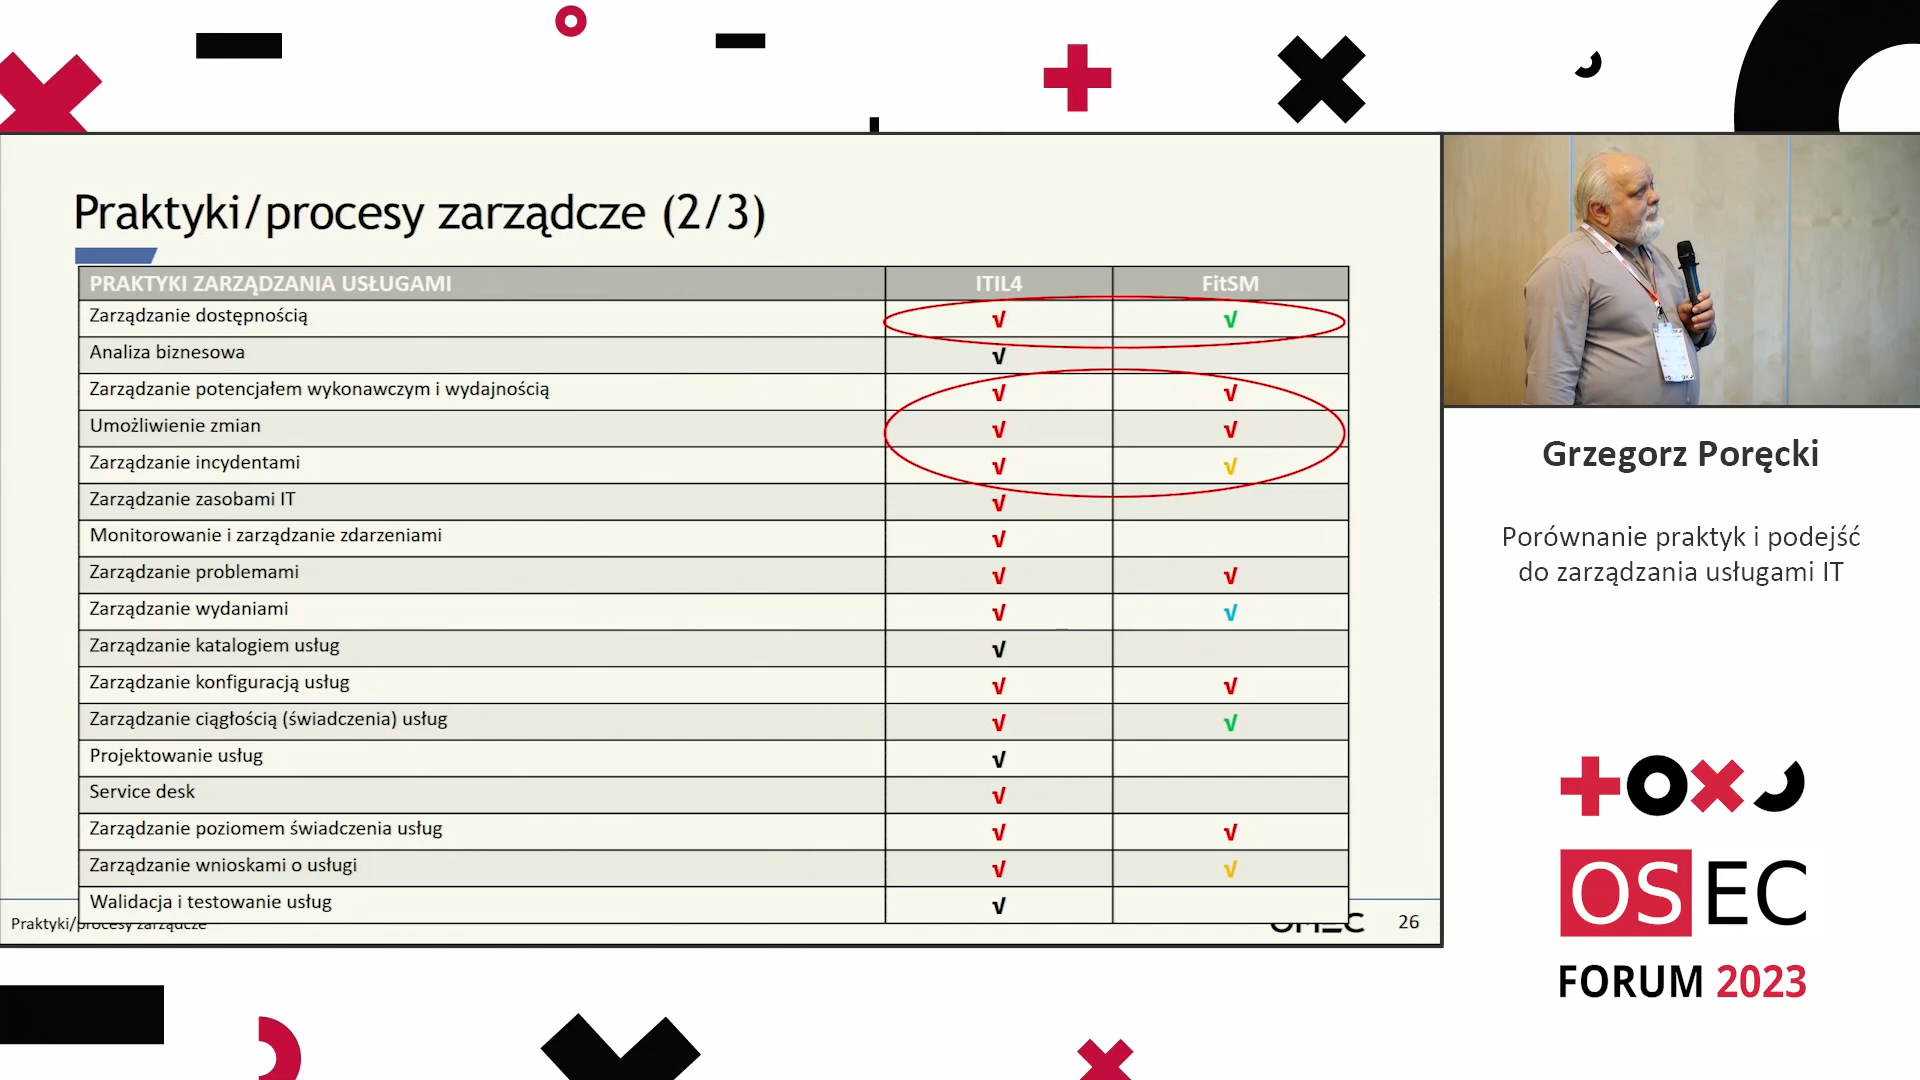 Praktyki/procesy zarządcze (2/3)
PRAKTYKI ZARZĄDZANIA USŁUGAMI ITIL4 FitSM
Zarządzanie dostępnością √ √
Analiza biznesowa √
Zarządzanie potencjałem wykonawczym i wydajnością √ √
Umożliwienie zmian √ √
Zarządzanie incydentami √ √
Zarządzanie zasobami IT √
Monitorowanie i zarządzanie zdarzeniami √
Zarządzanie problemami √ √
Zarządzanie wydaniami √ √
Zarządzanie katalogiem usług √
Zarządzanie konfiguracją usług √ √
Zarządzanie ciągłością (świadczenia) usług √ √
Projektowanie usług √
Service desk √
Zarządzanie poziomem świadczenia usług √ √
Zarządzanie wnioskami o usługi √ √
Walidacja i testowanie usług √
Praktyki/procesy zarządcze
26
Grzegorz Poręcki
Porównanie praktyk i podejść
do zarządzania usługami IT
OSEC
FORUM 2023